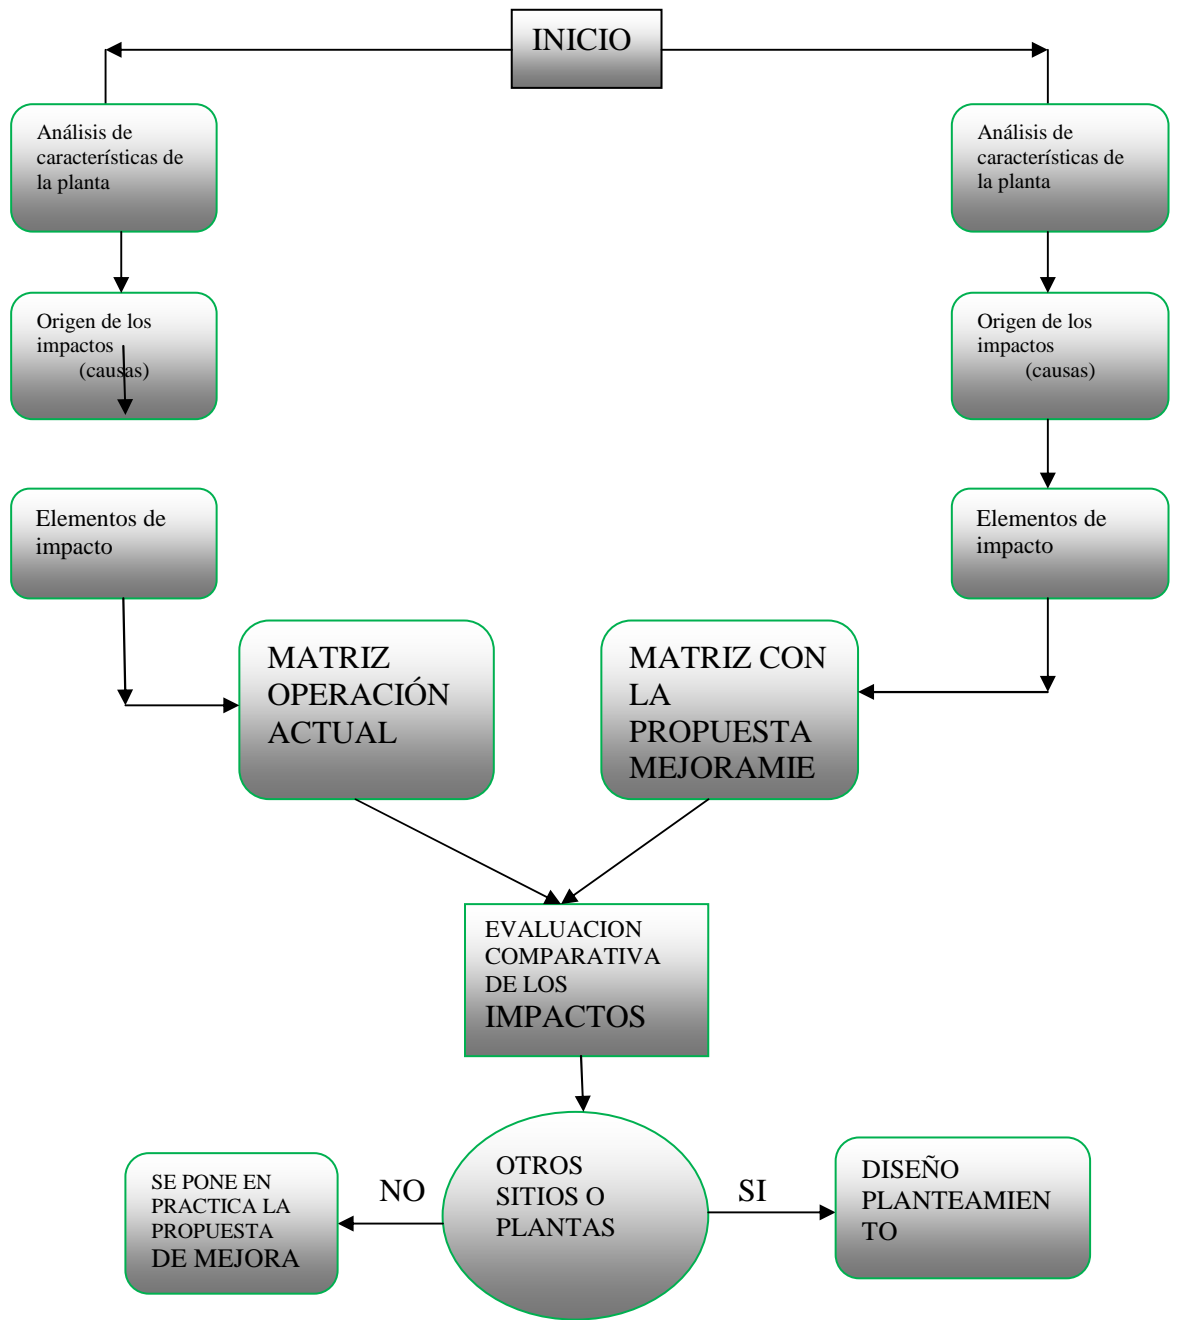 INICIO
Análisis de
características de
la planta
Análisis de
características de
la planta
Origen de los
impactos
(causas)
Origen de los
impactos
(causas)
Elementos de
impacto
Elementos de
impacto
MATRIZ
OPERACIÓN
ACTUAL
MATRIZ CON
LA
PROPUESTA
MEJORAMIE
EVALUACION
COMPARATIVA
DE LOS
IMPACTOS
SE PONE EN
PRACTICA LA
PROPUESTA
DE MEJORA
NO
OTROS
SITIOS O
PLANTAS
SI
DISEÑO
PLANTEAMIEN
TO